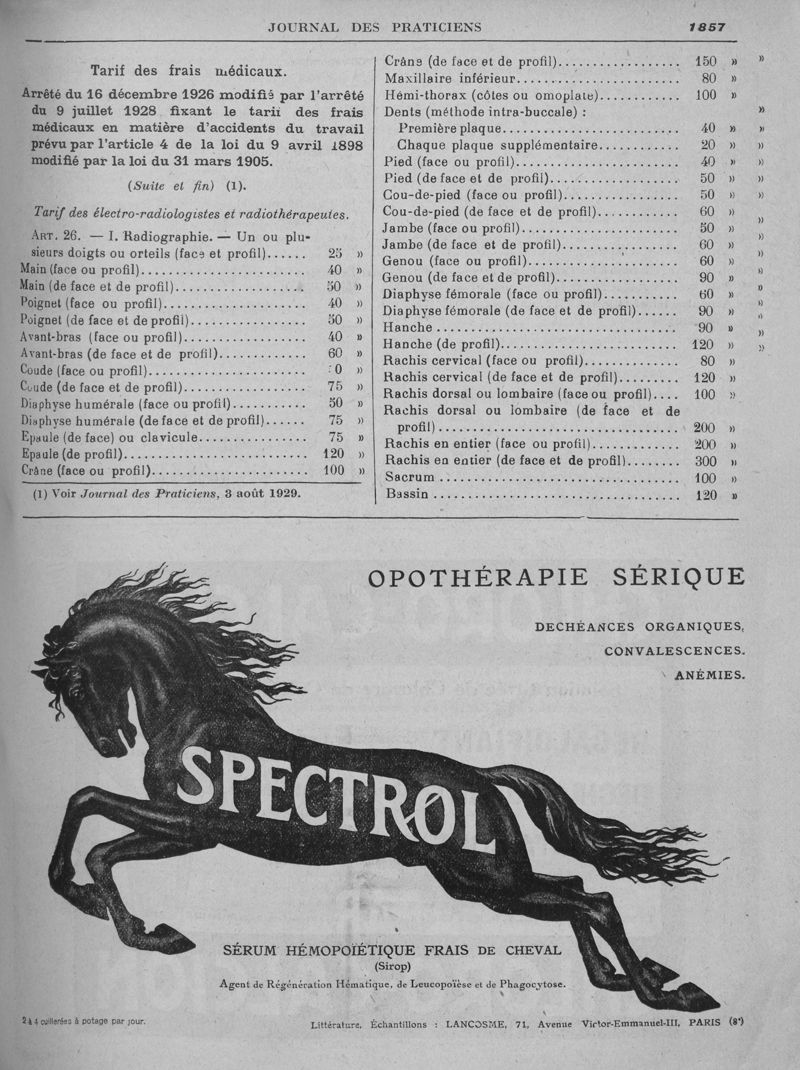 JOURNAL DES PRATICIENS 1857
Tarif des frais médicaux.
Arrêté du 16 décembre 1926 modifié par l'arrêté
du 9 juillet 1928 fixant le tarif des frais
médicaux en matière d'accidents du travail
prévu par l'article 4 de la loi du 9 avril 1898
modifié par la loi du 31 mars 1905.
(Suite et fin) (1).
Tarif des électro-radiologistes et radiothérapeutes.
ART. 26. — I. Radiographie. — Un ou plu-
sieurs doigts ou orteils (face et profil)...... 25 »
Main (face ou profil)........................ 40 »
Main (de face et de profil)................... 50 »
Poignet (face ou profil)..................... 40 »
Poignet (de face et de profil)................ 50 »
Avant-bras (face ou profil).................. 40 »
Avant-bras (de face et de profil)............. 60 »
Coude (face ou profil)....................... 0 »
Coude (de face et de profil)................. 75 »
Diaphyse humérale (face ou profil)........... 50 »
Diaphyse humérale (de face et de profil)...... 75 »
Epaule (de face) ou clavicule................ 75 »
Epaule (de profil)........................... 120 »
Crâne (face ou profil)....................... 100 »
(1) Voir Journal des Praticiens, 3 août 1929.
Crâne (de face et de profil).................. 150 » »
Maxillaire inférieur........................ 80 »
Hémi-thorax (côtes ou omoplate)............ 100 »
Dents (méthode intra-buccale) : »
Première plaque.......................... 40 » »
Chaque plaque supplémentaire............ 20 » »
Pied (face ou profil)........................ 40 » »
Pied (de face et de profil)................... 50 » »
Cou-de-pied (face ou profil)................. 50 » »
Cou-de-pied (de face et de profil)............ 60 » »
Jambe (face ou profil)....................... 50 » »
Jambe (de face et de profil)................. 60 » »
Genou (face ou profil)...................... 60 » »
Genou (de face et de profil).................. 90 » »
Diaphyse fémorale (face ou profil)........... 60 » »
Diaphyse fémorale (de face et de profil)...... 90 » »
Hanche ................................... 90 » »
Hanche (de profil).......................... 120 » »
Rachis cervical (face ou profil).............. 80 »
Rachis cervical (de face et de profil)......... 120 »
Rachis dorsal ou lombaire (face ou profil).... 100 »
Rachis dorsal ou lombaire (de face et de
profil)................................... 200 »
Rachis en entier (face ou profil)............. 200 »
Rachis en entier (de face et de profil)........ 300 »
Sacrum ................................... 100 »
Bassin ................................... 120 »
OPOTHÉRAPIE SÉRIQUE
DECHÉANCES ORGANIQUES,
CONVALESCENCES.
ANÉMIES.
SPECTROL
SÉRUM HÉMOPOÏÉTIQUE FRAIS DE CHEVAL
(Sirop)
Agent de Régénération Hématique, de Leucopoïèse et de Phagocytose.
2 à 4 cuillerées à potage par jour.
Littérature, Échantillons : LANCOSME, 71, Avenue Victor-Emmanuel-III, PARIS (8ᵉ)